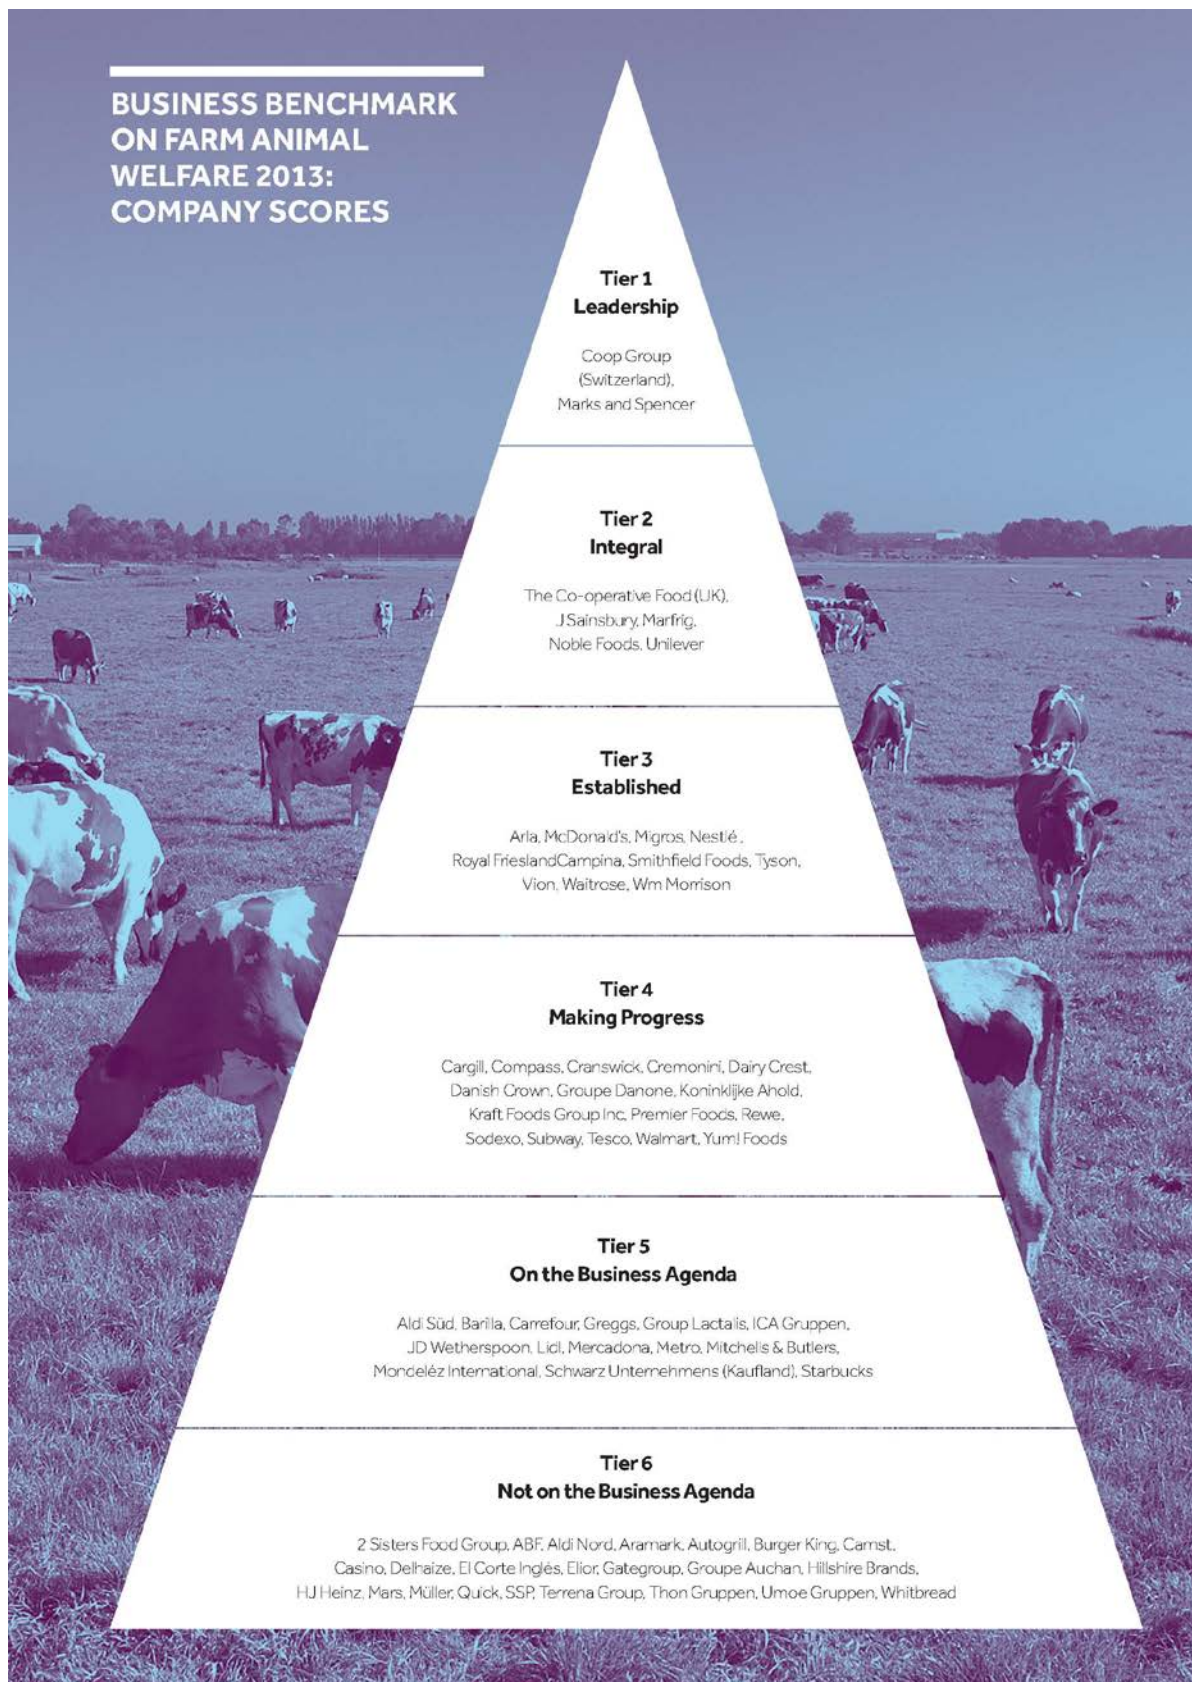 BUSINESS BENCHMARK
ON FARM ANIMAL
WELFARE 2013:
COMPANY SCORES
Tier 1
Leadership
Coop Group
(Switzerland),
Marks and Spencer
Tier 2
Integral
The Co-operative Food (UK),
J Sainsbury, Marfrig,
Noble Foods, Unilever
Tier 3
Established
Arla, McDonald's, Migros, Nestlé,
Royal FrieslandCampina, Smithfield Foods, Tyson,
Vion, Waitrose, Wm Morrison
Tier 4
Making Progress
Cargill, Compass, Cranswick, Cremonini, Dairy Crest,
Danish Crown, Groupe Danone, Koninklijke Ahold,
Kraft Foods Group Inc, Premier Foods, Rewe,
Sodexo, Subway, Tesco, Walmart, Yum! Foods
Tier 5
On the Business Agenda
Aldi Süd, Barilla, Carrefour, Greggs, Group Lactalis, ICA Gruppen,
JD Wetherspoon, Lidl, Mercadona, Metro, Mitchells & Butlers,
Mondeléz International, Schwarz Unternehmens (Kaufland), Starbucks
Tier 6
Not on the Business Agenda
2 Sisters Food Group, ABF, Aldi Nord, Aramark, Autogrill, Burger King, Camst,
Casino, Delhaize, El Corte Inglés, Elior, Gategroup, Groupe Auchan, Hillshire Brands,
HJ Heinz, Mars, Müller, Quick, SSP, Terrena Group, Thon Gruppen, Umoe Gruppen, Whitbread